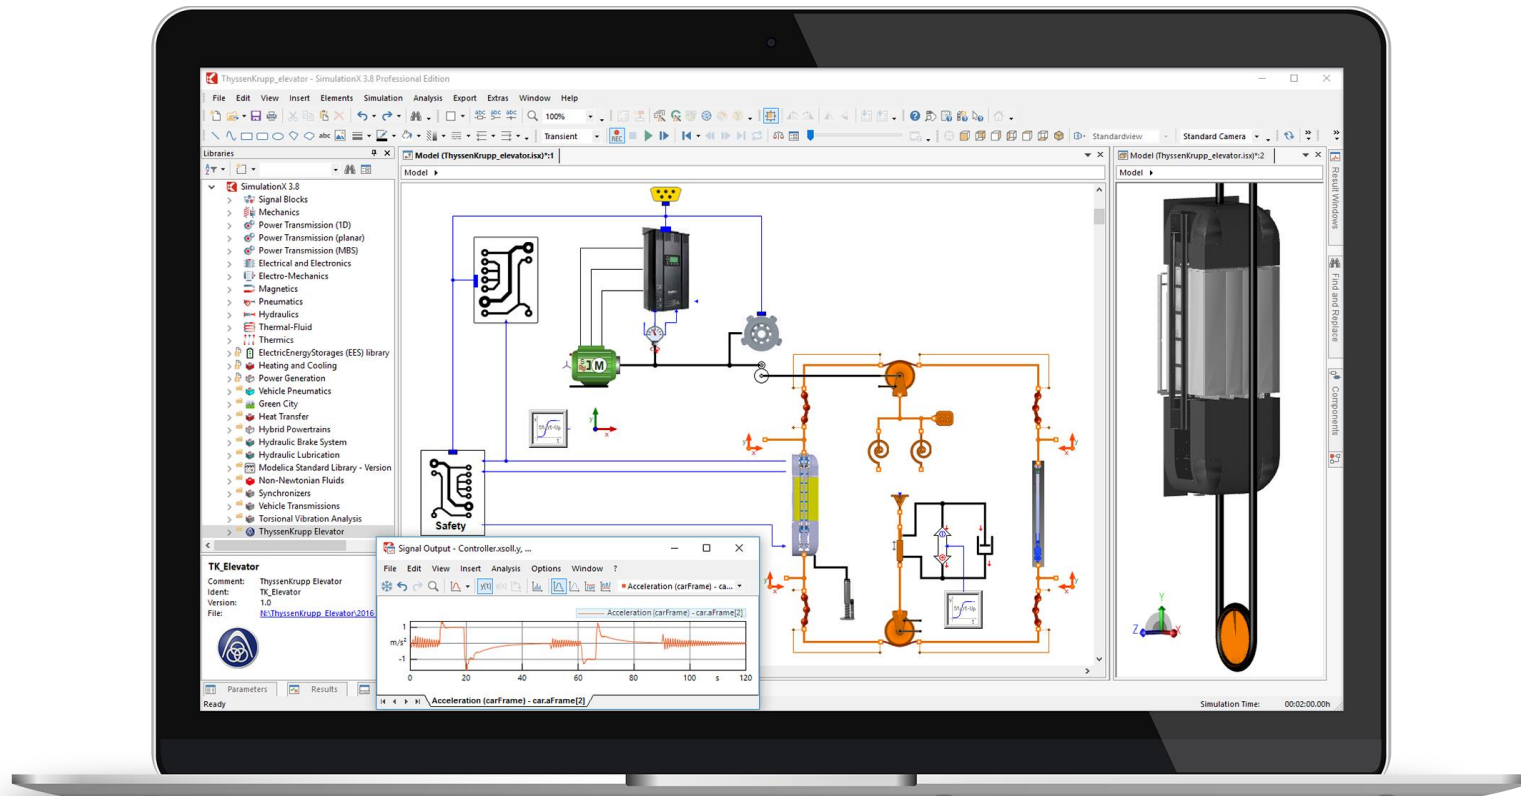 ThyssenKrupp_elevator - SimulationX 3.8 Professional Edition
File Edit View Insert Elements Simulation Analysis Export Extras Window Help
100%
abc Transient REC Standardview Standard Camera
Libraries
SimulationX 3.8
Signal Blocks
Mechanics
Power Transmission (1D)
Power Transmission (planar)
Power Transmission (MBS)
Electrical and Electronics
Electro-Mechanics
Magnetics
Pneumatics
Hydraulics
Thermal-Fluid
Thermics
ElectricEnergyStorages (EES) library
Heating and Cooling
Power Generation
Vehicle Pneumatics
Green City
Heat Transfer
Hybrid Powertrains
Hydraulic Brake System
Hydraulic Lubrication
Modelica Standard Library - Version
Non-Newtonian Fluids
Synchronizers
Vehicle Transmissions
Torsional Vibration Analysis
ThyssenKrupp Elevator
TK_Elevator
Comment: ThyssenKrupp Elevator
Ident: TK_Elevator
Version: 1.0
File: N:\ThyssenKrupp_Elevator\2016_
Parameters Results
Ready
Model (ThyssenKrupp_elevator.isx)*:1
Model
M
Safety
Signal Output - Controller.xsoll.y, ...
File Edit View Insert Analysis Options Window ?
y(t) Acceleration (carFrame) - ca...
Acceleration (carFrame) - car.aFrame[2]
1
m/s²
-1
0 20 40 60 80 100 s 120
Acceleration (carFrame) - car.aFrame[2]
Model (ThyssenKrupp_elevator.isx)*:2
Model
Y
Z X
Result Windows
Find and Replace
Components
Simulation Time: 00:02:00.00h